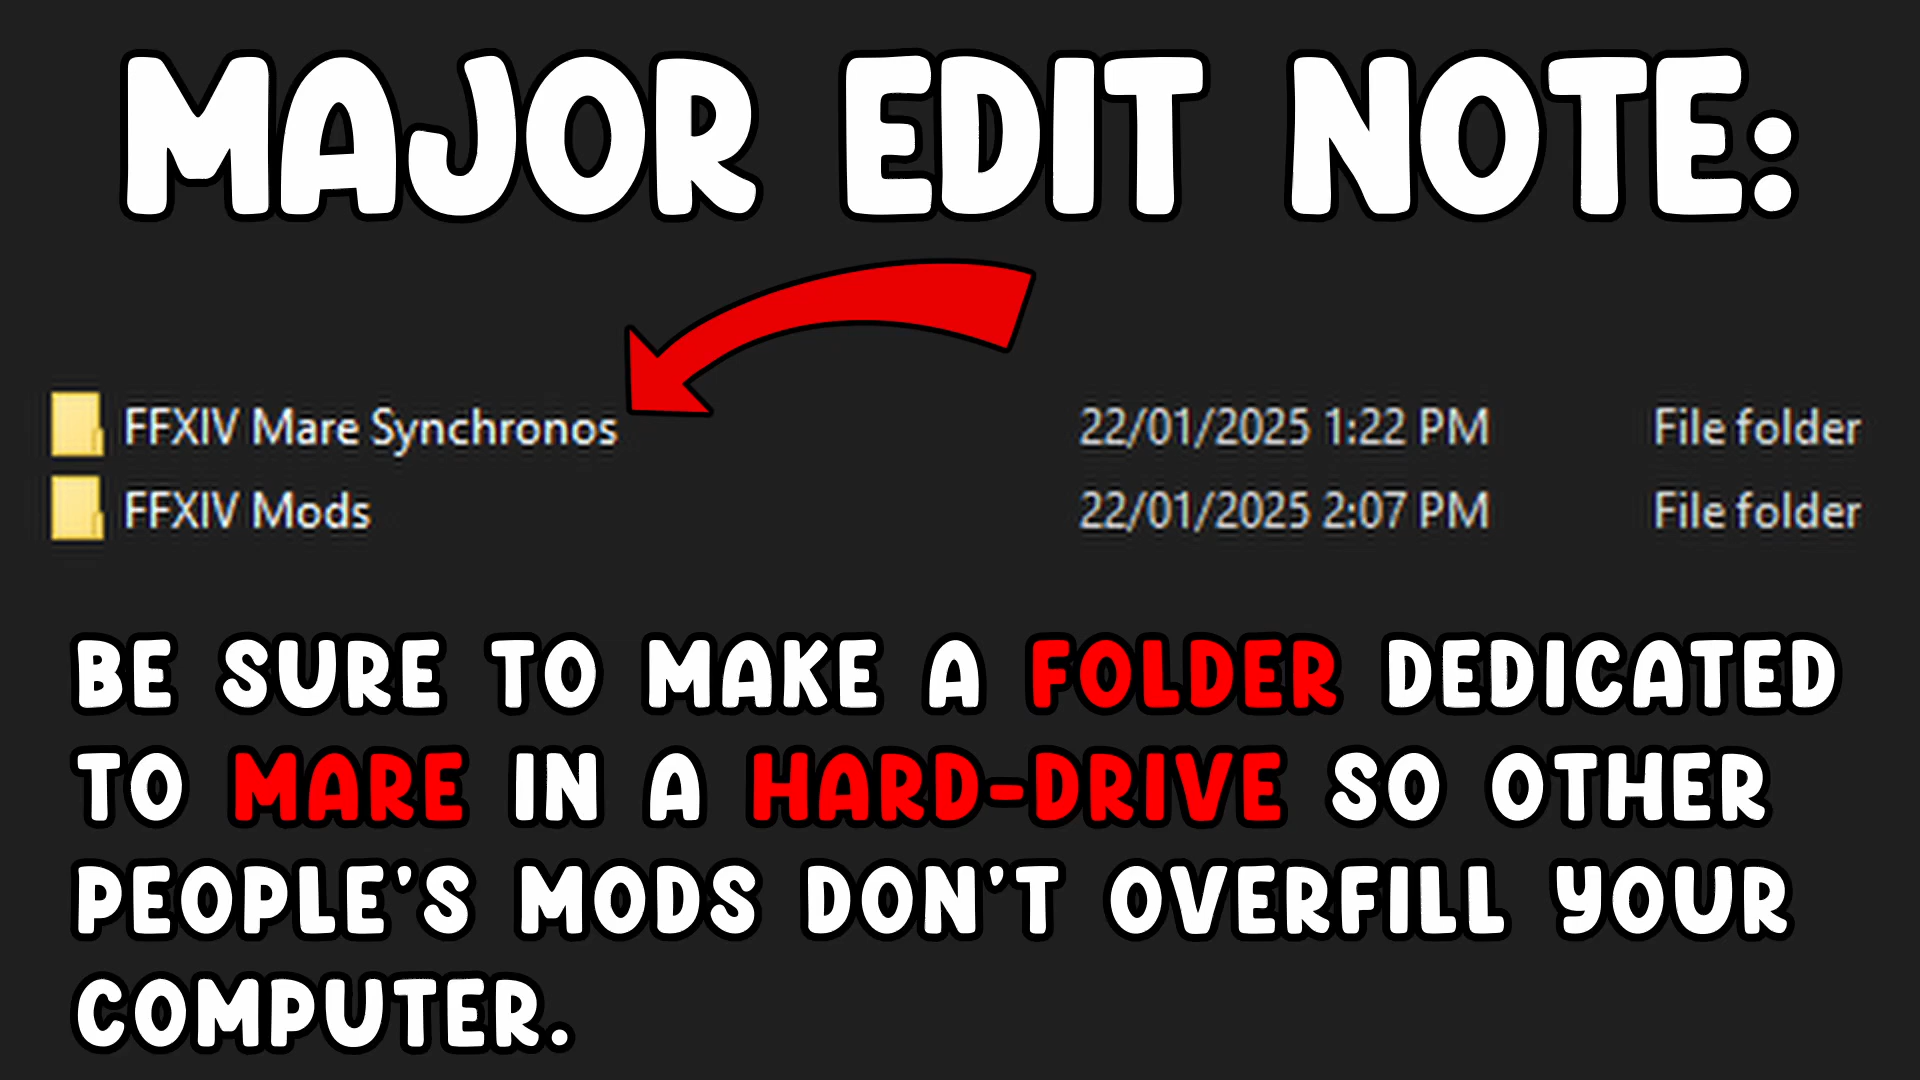 MAJOR EDIT NOTE:
FFXIV Mare Synchronos 22/01/2025 1:22 PM File folder
FFXIV Mods 22/01/2025 2:07 PM File folder
BE SURE TO MAKE A FOLDER DEDICATED
TO MARE IN A HARD-DRIVE SO OTHER
PEOPLE'S MODS DON'T OVERFILL YOUR
COMPUTER.